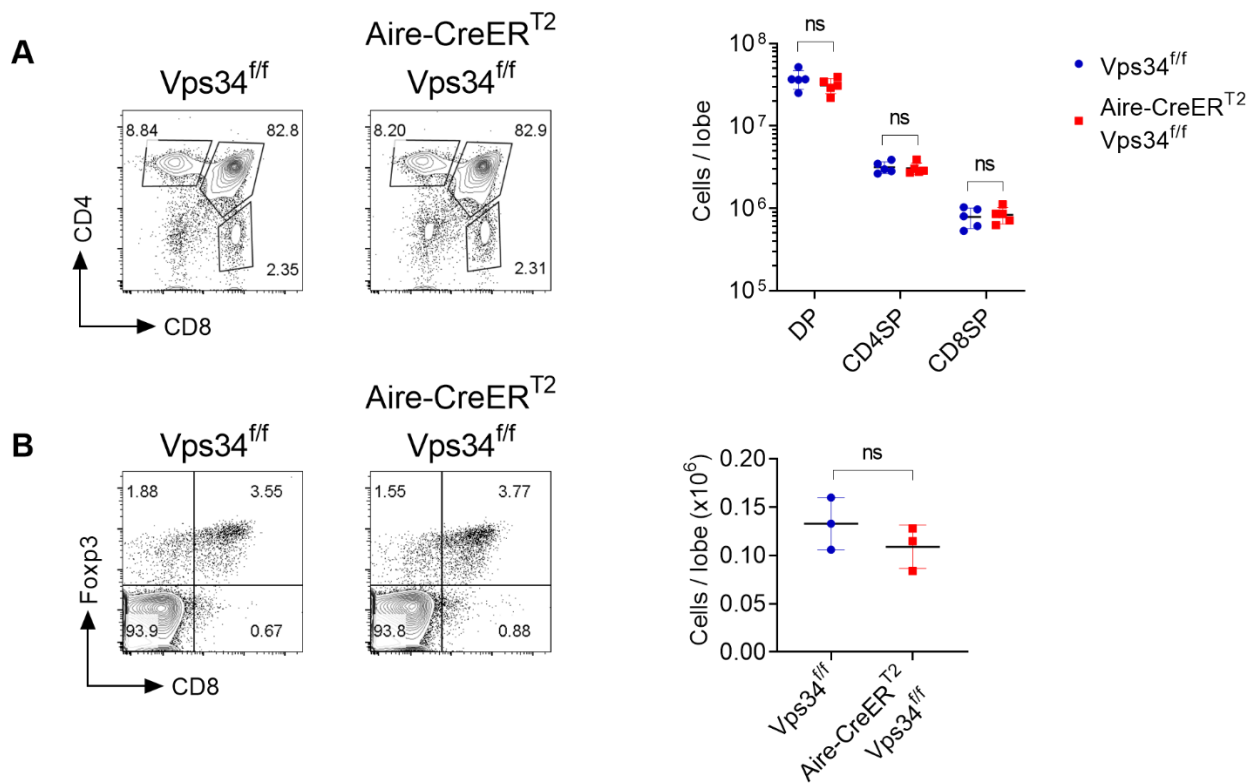 A
Vps34f/f
Aire-CreERT2
Vps34f/f
8.84
82.8
2.35
8.20
82.9
2.31
CD4
CD8
Cells / lobe
10^8
10^7
10^6
10^5
ns
ns
ns
DP
CD4SP
CD8SP
Vps34f/f
Aire-CreERT2
Vps34f/f
B
Vps34f/f
Aire-CreERT2
Vps34f/f
1.88
3.55
93.9
0.67
1.55
3.77
93.8
0.88
Foxp3
CD8
Cells / lobe (x10^6)
0.20
0.15
0.10
0.05
0.00
ns
Vps34f/f
Aire-CreERT2
Vps34f/f